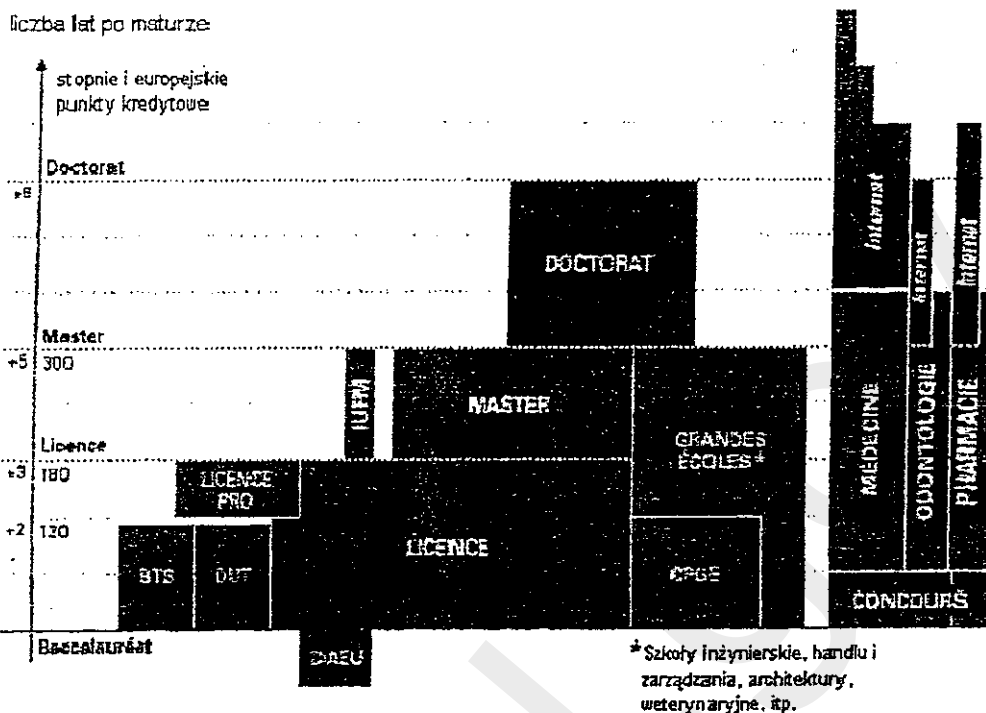 liczba lat po maturze
stopnie i europejskie
punkty kredytowe
Doctorat
+8
DOCTORAT
Internat
Internat
Internat
Master
+5 300
IUFM
MASTER
GRANDES
ÉCOLES*
MÉDECINE
ODONTOLOGIE
PHARMACIE
Licence
+3 180
LICENCE
PRO
+2 120
LICENCE
BTS
DUT
CPGE
CONCOURS
Baccalauréat
DAEU
* Szkoły inżynierskie, handlu i
zarządzania, architektury,
weterynaryjne, itp.